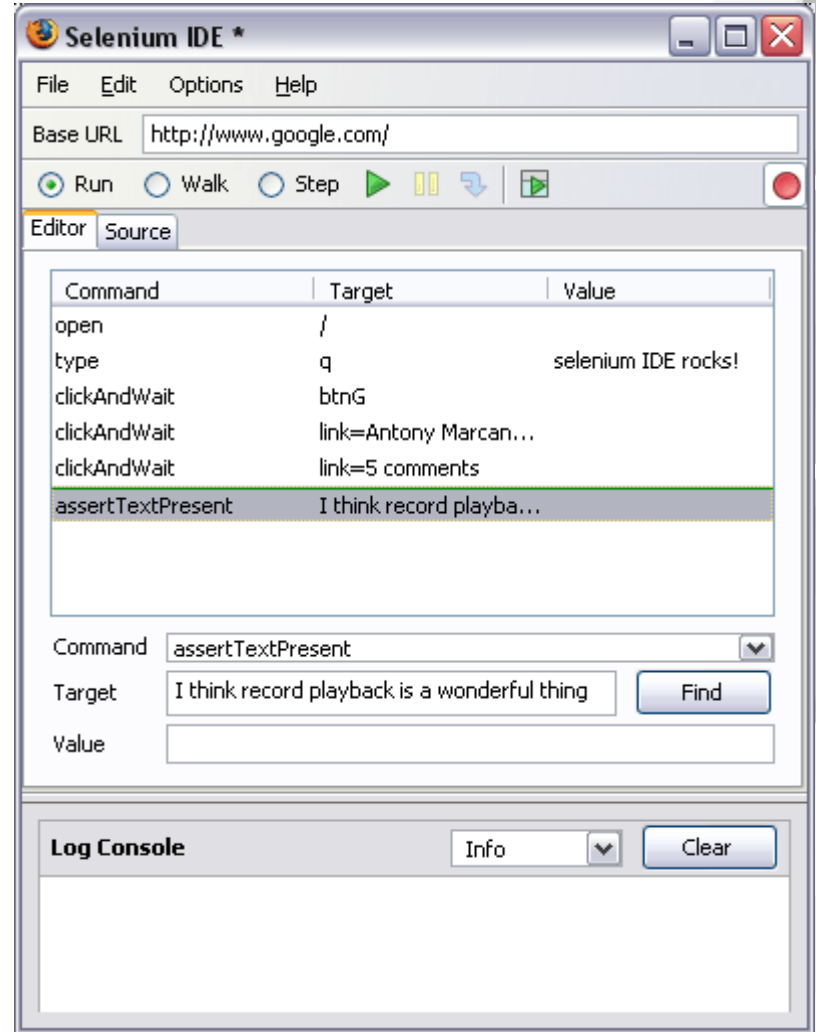 Selenium IDE *
File Edit Options Help
Base URL http://www.google.com/
Run Walk Step
Editor Source
Command Target Value
open /
type q selenium IDE rocks!
clickAndWait btnG
clickAndWait link=Antony Marcan...
clickAndWait link=5 comments
assertTextPresent I think record playba...
Command assertTextPresent
Target I think record playback is a wonderful thing Find
Value
Log Console Info Clear